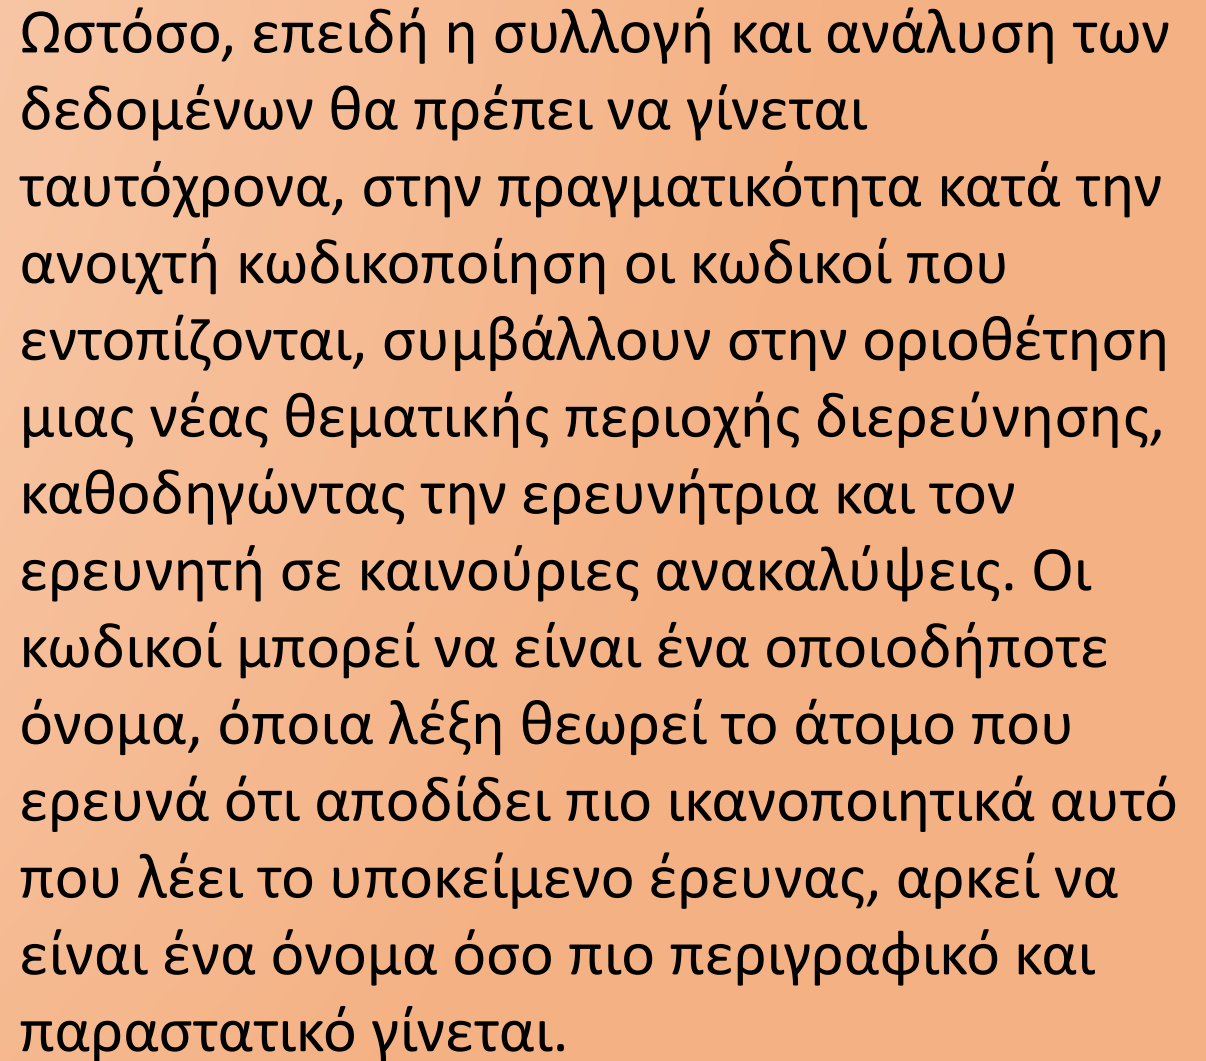 Ωστόσο, επειδή η συλλογή και ανάλυση των
δεδομένων θα πρέπει να γίνεται
ταυτόχρονα, στην πραγματικότητα κατά την
ανοιχτή κωδικοποίηση οι κωδικοί που
εντοπίζονται, συμβάλλουν στην οριοθέτηση
μιας νέας θεματικής περιοχής διερεύνησης,
καθοδηγώντας την ερευνήτρια και τον
ερευνητή σε καινούριες ανακαλύψεις. Οι
κωδικοί μπορεί να είναι ένα οποιοδήποτε
όνομα, όποια λέξη θεωρεί το άτομο που
ερευνά ότι αποδίδει πιο ικανοποιητικά αυτό
που λέει το υποκείμενο έρευνας, αρκεί να
είναι ένα όνομα όσο πιο περιγραφικό και
παραστατικό γίνεται.